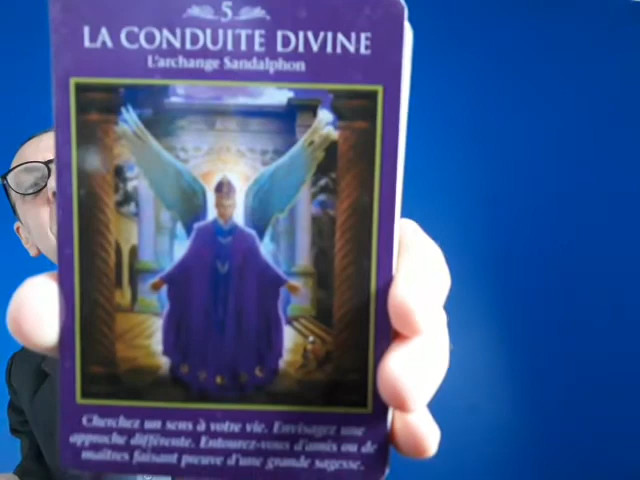 5
LA CONDUITE DIVINE
L'archange Sandalphon
Cherchez un sens à votre vie. Envisagez une
approche différente. Entourez-vous d'amis ou de
maîtres faisant preuve d'une grande sagesse.